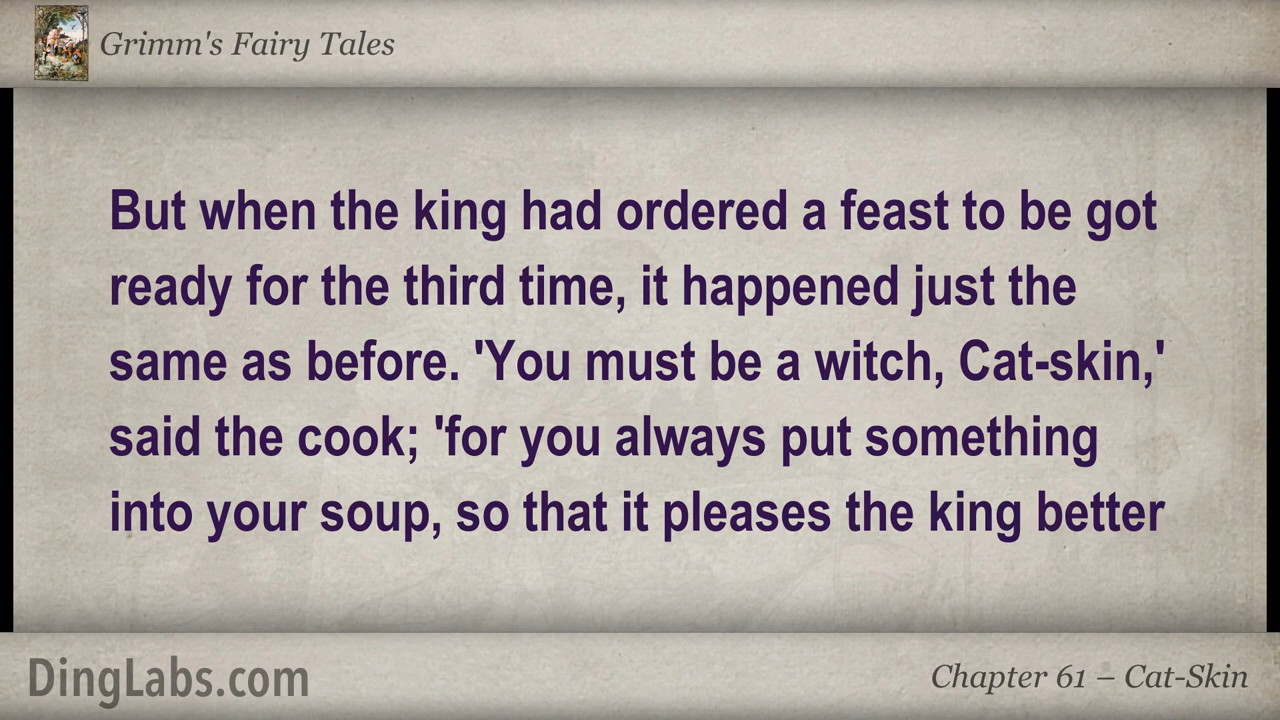 Grimm's Fairy Tales
But when the king had ordered a feast to be got
ready for the third time, it happened just the
same as before. 'You must be a witch, Cat-skin,'
said the cook; 'for you always put something
into your soup, so that it pleases the king better
DingLabs.com
Chapter 61 – Cat-Skin